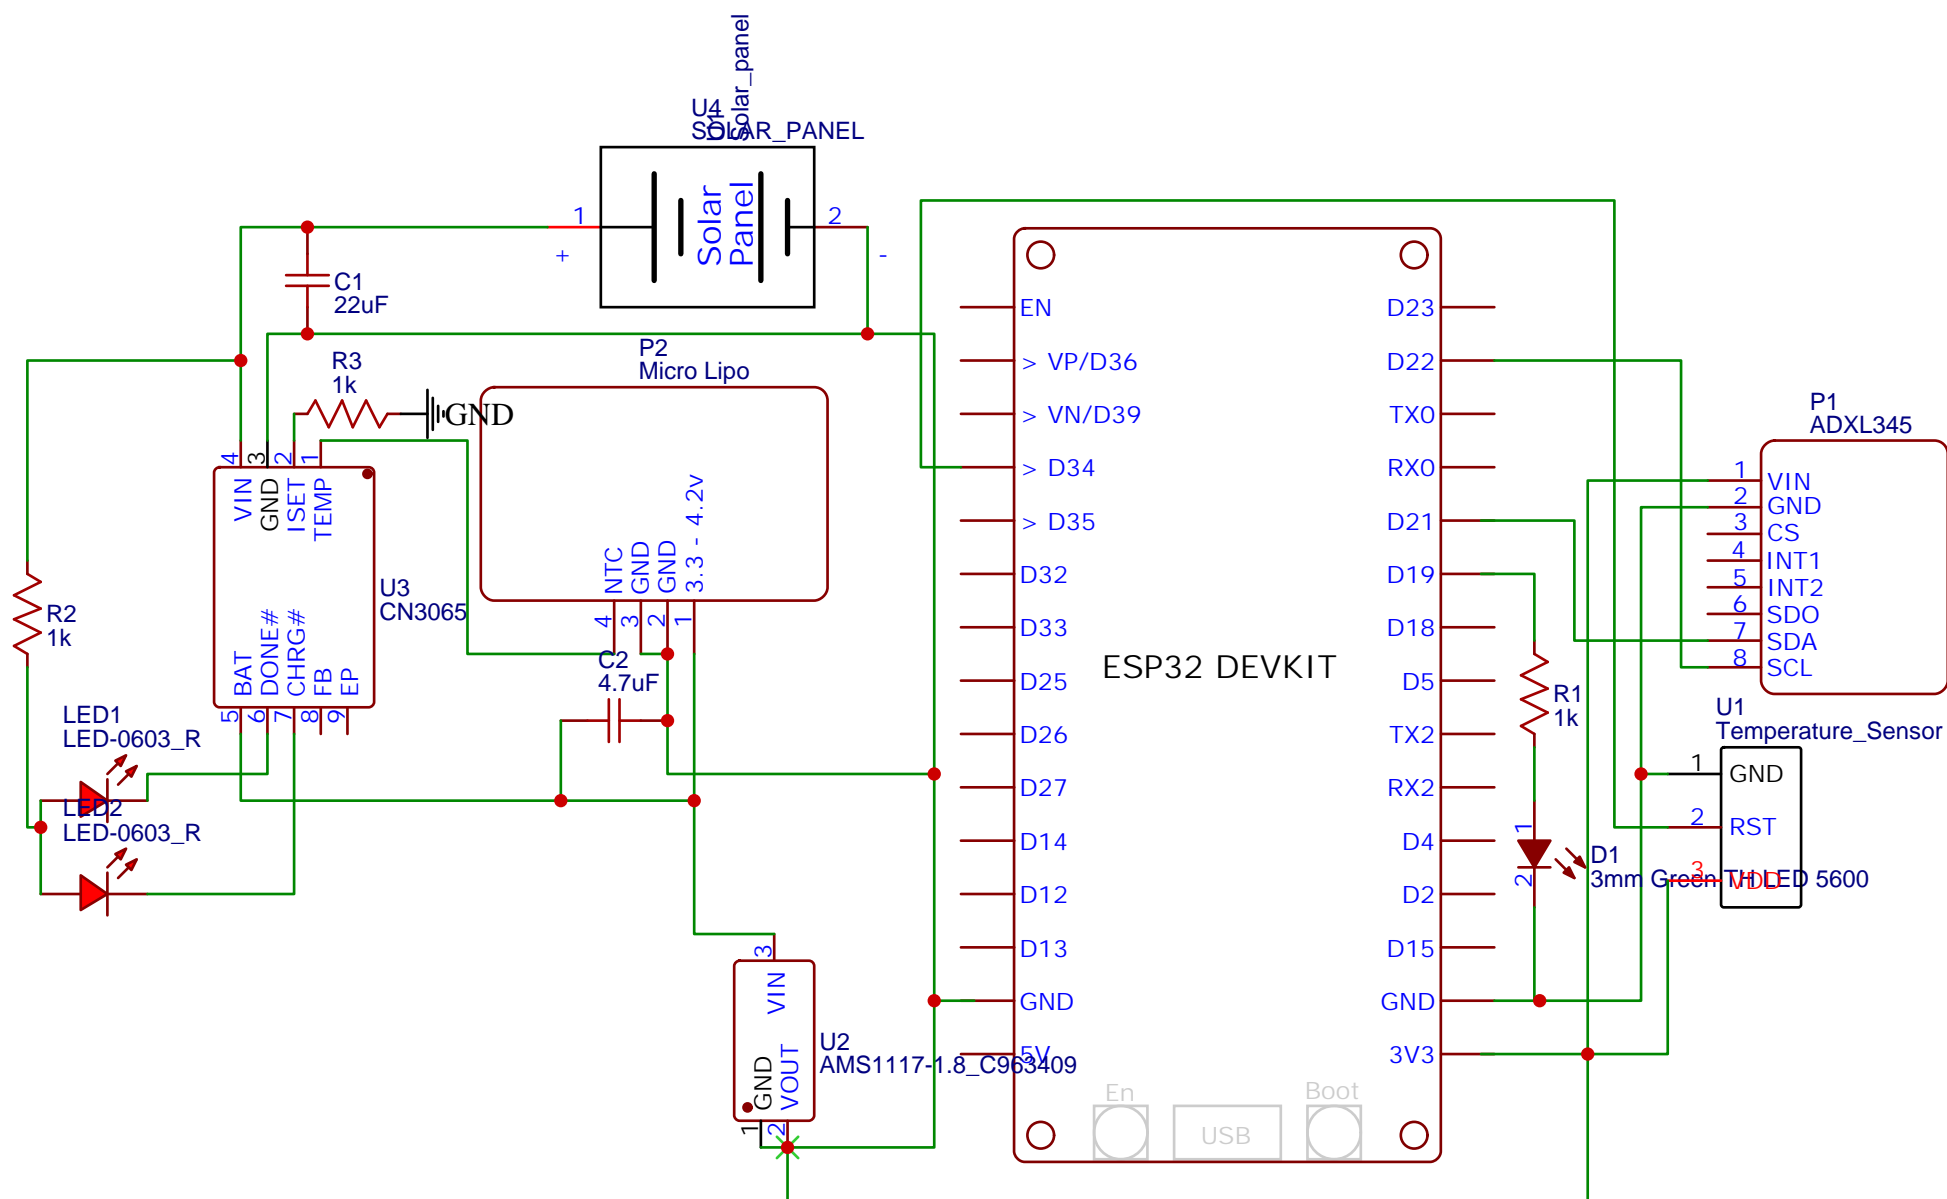 Solar_panel
U1
U4
SOLAR_PANEL
1
+
Solar
Panel
2
-
C1
22uF
R3
1k
GND
P2
Micro Lipo
NTC
GND
GND
3.3 - 4.2v
4
3
2
1
4
3
2
1
VIN
GND
ISET
TEMP
U3
CN3065
BAT
DONE#
CHRG#
FB
EP
5
6
7
8
9
R2
1k
C2
4.7uF
LED1
LED-0603_R
LED2
LED-0603_R
3
VIN
GND
VOUT
1
2
U2
AMS1117-1.8_C963409
EN
> VP/D36
> VN/D39
> D34
> D35
D32
D33
D25
D26
D27
D14
D12
D13
GND
5V
ESP32 DEVKIT
D23
D22
TX0
RX0
D21
D19
D18
D5
TX2
RX2
D4
D2
D15
GND
3V3
En
USB
Boot
R1
1k
1
2
D1
3mm Green TH LED 5600
P1
ADXL345
1 VIN
2 GND
3 CS
4 INT1
5 INT2
6 SDO
7 SDA
8 SCL
U1
Temperature_Sensor
1 GND
2 RST
3 VDD